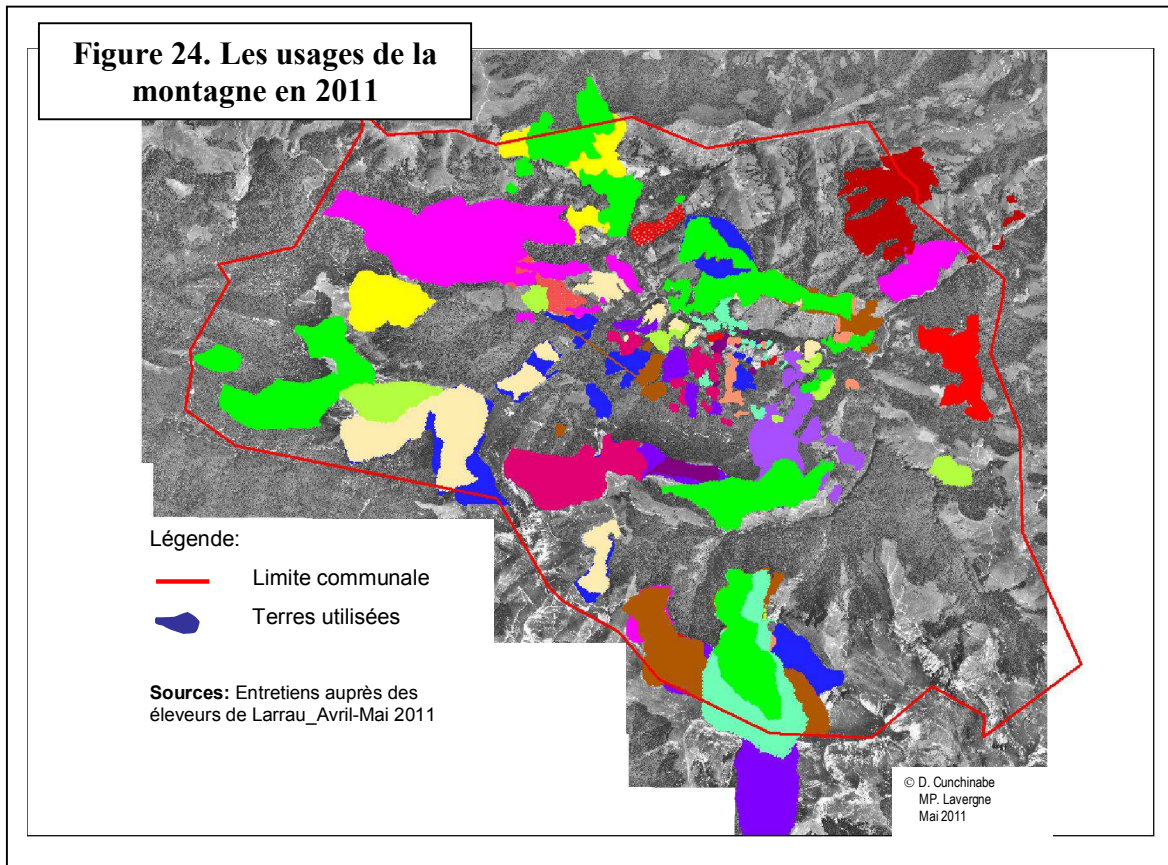 Figure 24. Les usages de la
montagne en 2011
Légende:
Limite communale
Terres utilisées
Sources: Entretiens auprès des
éleveurs de Larrau_Avril-Mai 2011
© D. Cunchinabe
MP. Lavergne
Mai 2011